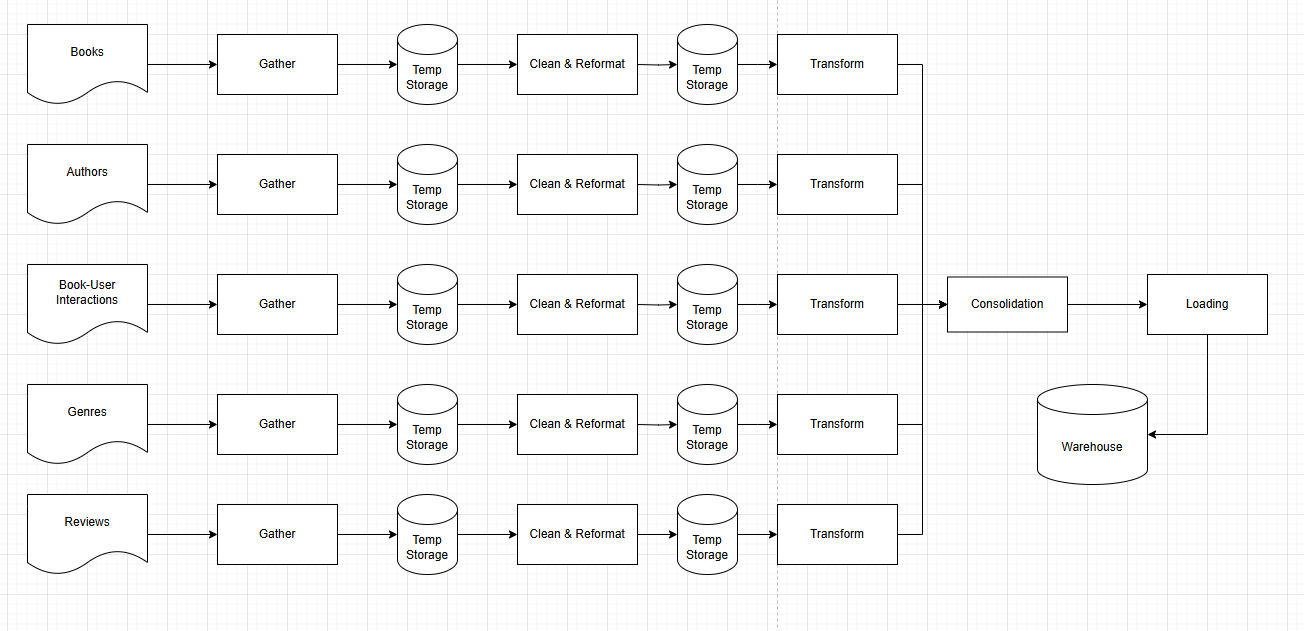 Books
Gather
Temp
Storage
Clean & Reformat
Temp
Storage
Transform
Authors
Gather
Temp
Storage
Clean & Reformat
Temp
Storage
Transform
Book-User
Interactions
Gather
Temp
Storage
Clean & Reformat
Temp
Storage
Transform
Consolidation
Loading
Genres
Gather
Temp
Storage
Clean & Reformat
Temp
Storage
Transform
Warehouse
Reviews
Gather
Temp
Storage
Clean & Reformat
Temp
Storage
Transform